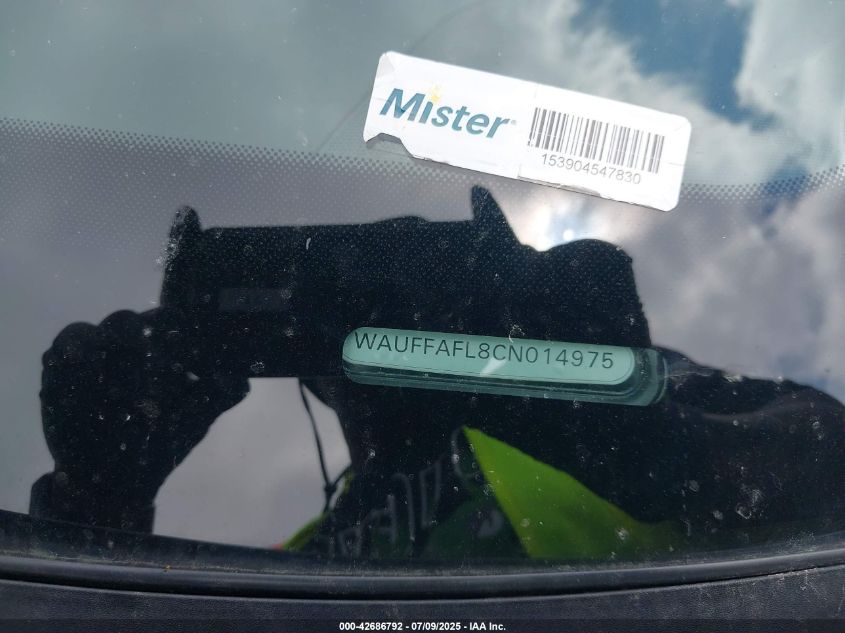 Mister
153904547830
WAUFFAFL8CN014975
000-42686792 - 07/09/2025 - IAA Inc.